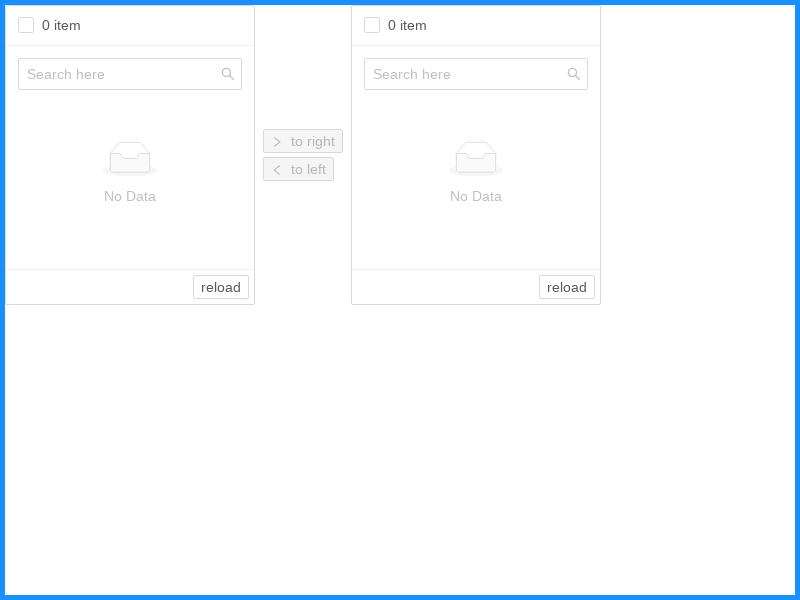 0 item
Search here
No Data
reload
to right
to left
0 item
Search here
No Data
reload